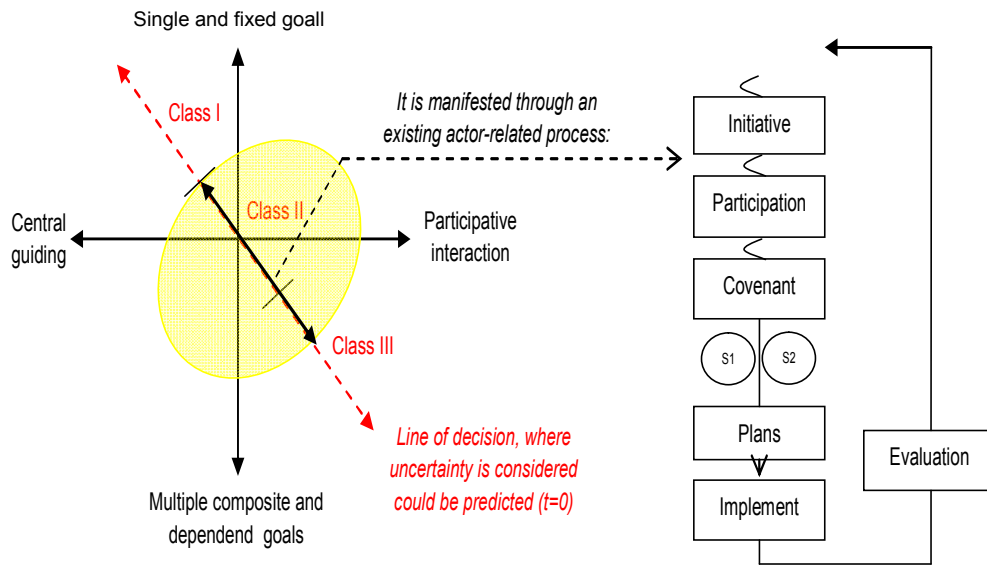 Single and fixed goall
Class I
It is manifested through an
existing actor-related process:
Initiative
Class II
Central
guiding
Participative
interaction
Participation
Covenant
Class III
S1
S2
Line of decision, where
uncertainty is considered
could be predicted (t=0)
Plans
Evaluation
Multiple composite and
dependend goals
Implement